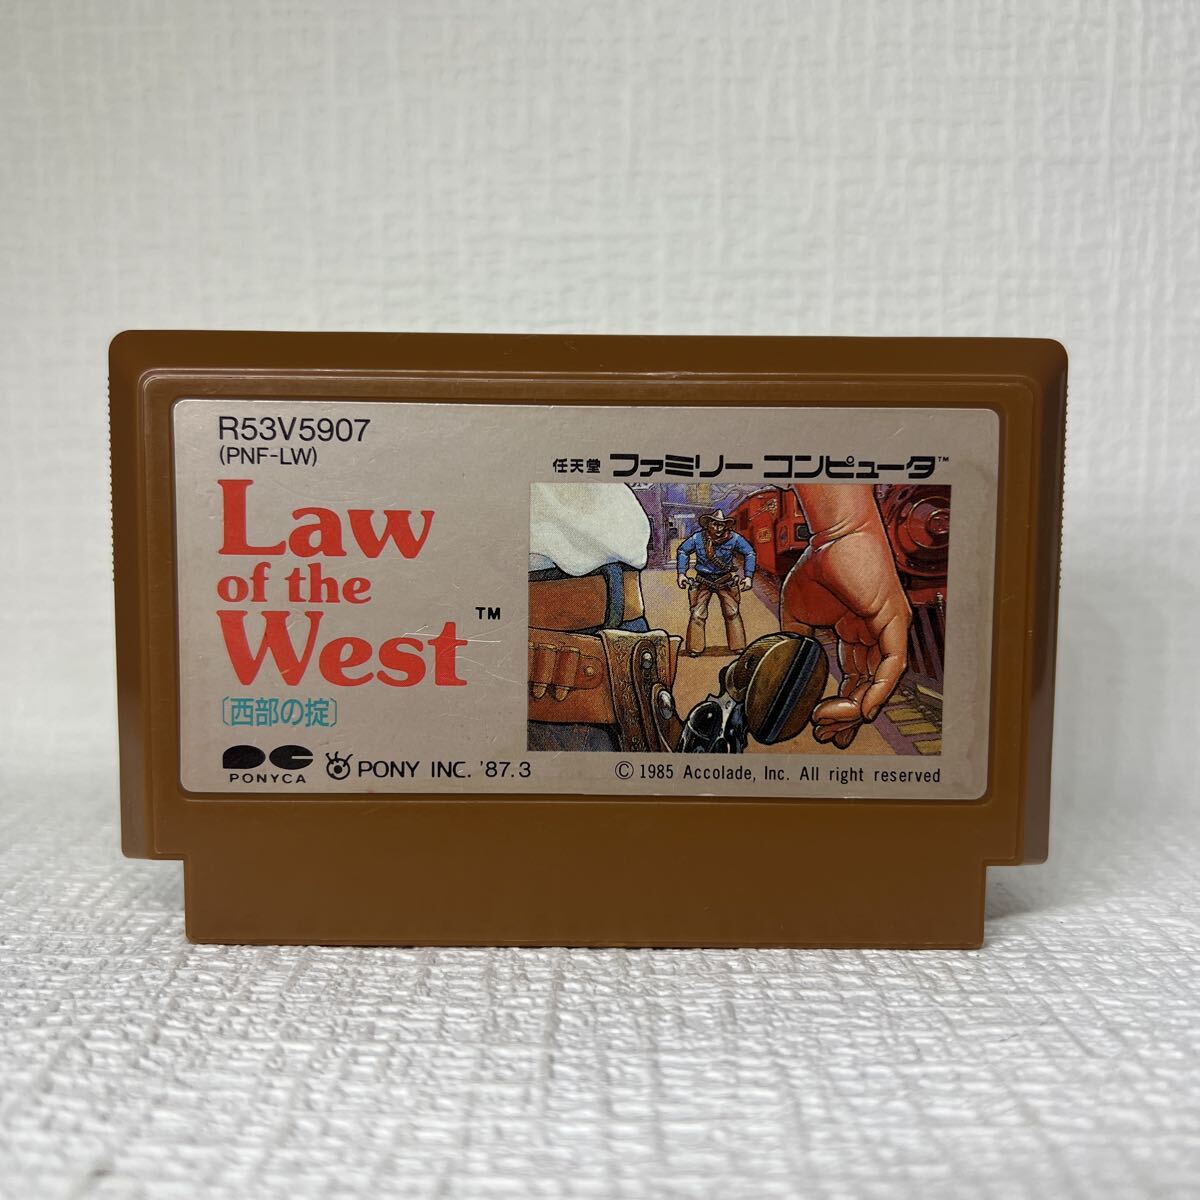 R53V5907
(PNF-LW)
任天堂 ファミリー コンピュータ™
Law
of the
West™
〔西部の掟〕
PONYCA
PONY INC. '87.3
© 1985 Accolade, Inc. All right reserved